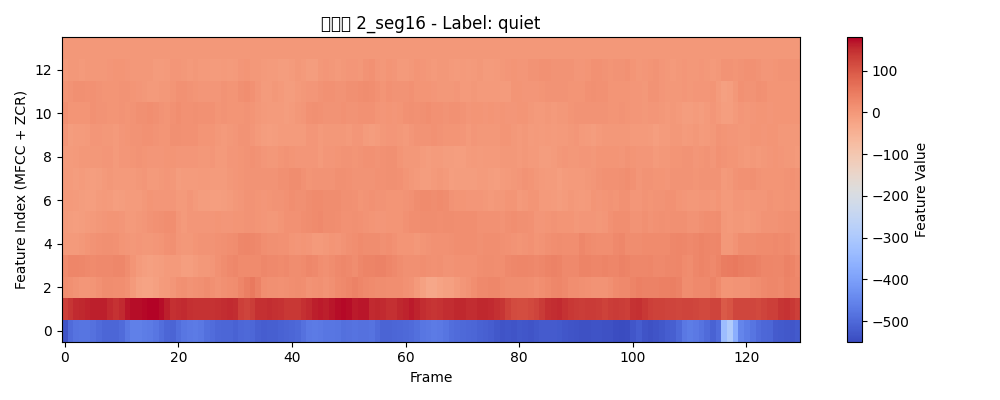 2_seg16 - Label: quiet
12
10
8
6
4
2
0
Feature Index (MFCC + ZCR)
0 20 40 60 80 100 120
Frame
100
0
−100
−200
−300
−400
−500
Feature Value